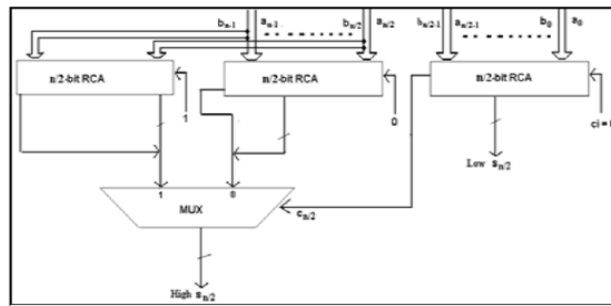 bn-1 an-1 bn/2 an/2 bn/2-1 an/2-1 b0 a0
n/2-bit RCA n/2-bit RCA n/2-bit RCA
1 0 ci =
Low sn/2
1 0
MUX cn/2
High sn/2